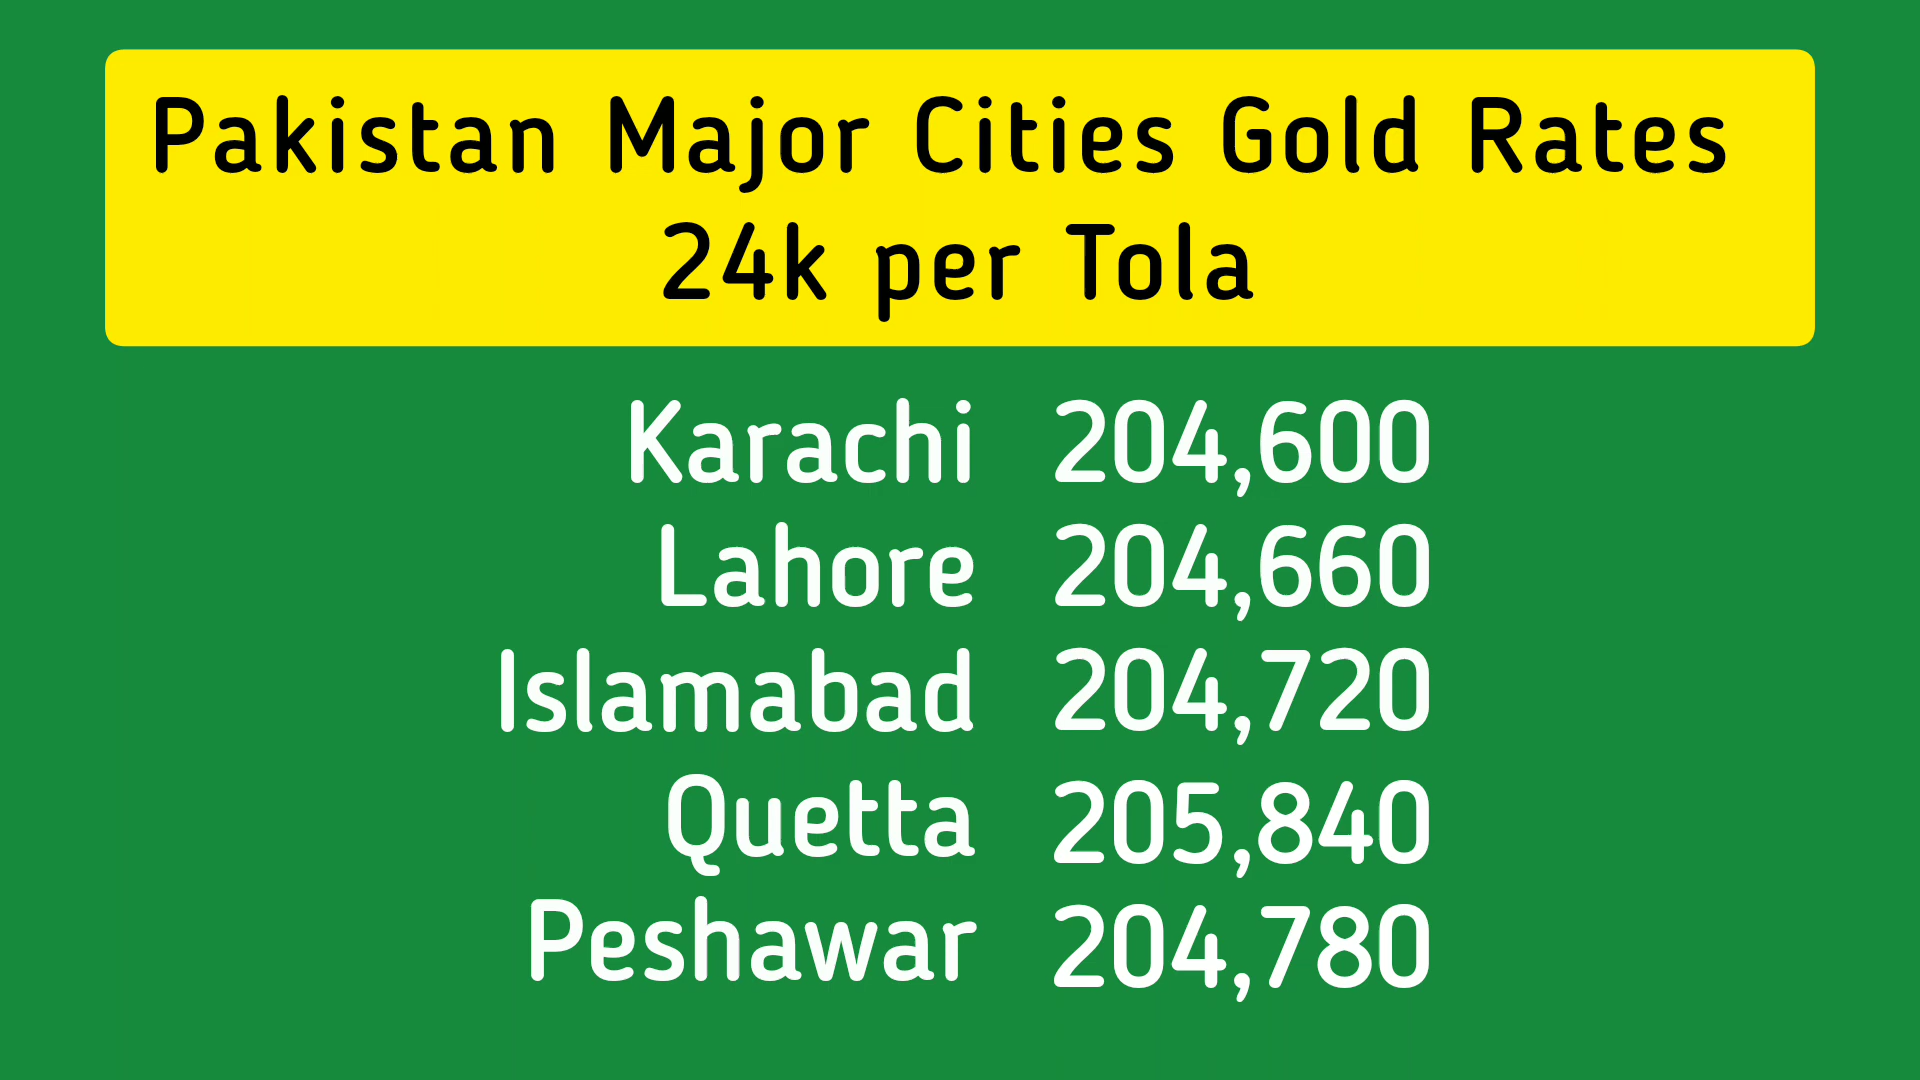 Pakistan Major Cities Gold Rates
24k per Tola
Karachi 204,600
Lahore 204,660
Islamabad 204,720
Quetta 205,840
Peshawar 204,780